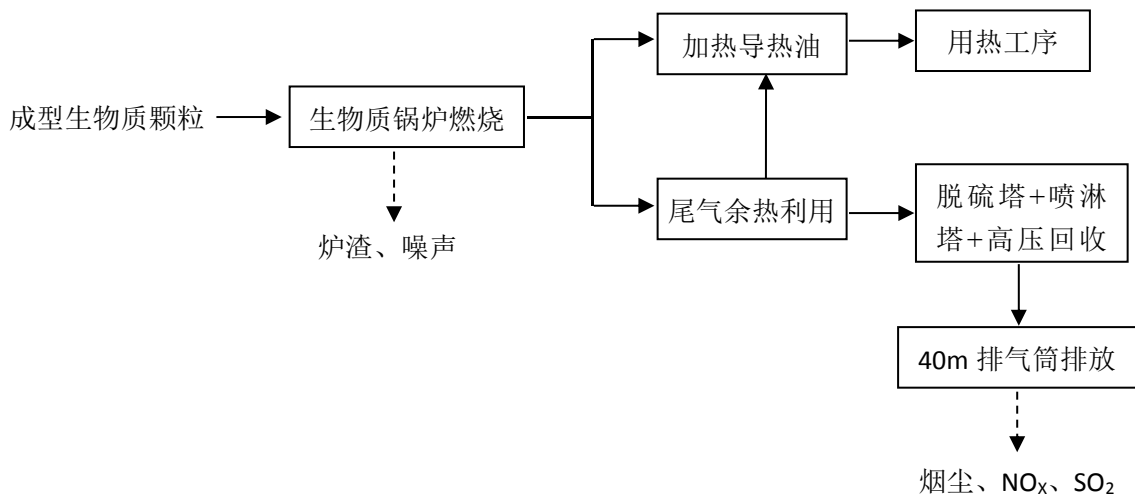 加热导热油
用热工序
成型生物质颗粒
生物质锅炉燃烧
尾气余热利用
脱硫塔+喷淋
塔+高压回收
炉渣、噪声
40m 排气筒排放
烟尘、NOX、SO2